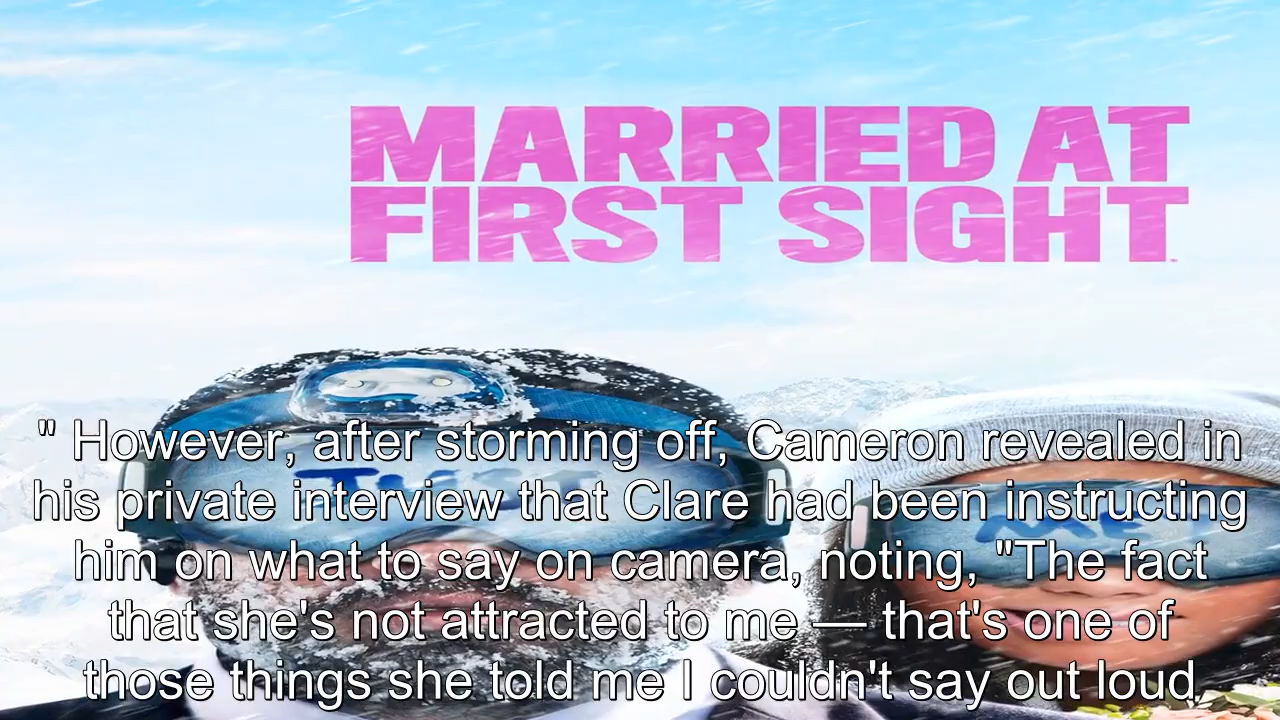 MARRIED AT
FIRST SIGHT
" However, after storming off, Cameron revealed in
his private interview that Clare had been instructing
him on what to say on camera, noting, "The fact
that she's not attracted to me — that's one of
those things she told me I couldn't say out loud